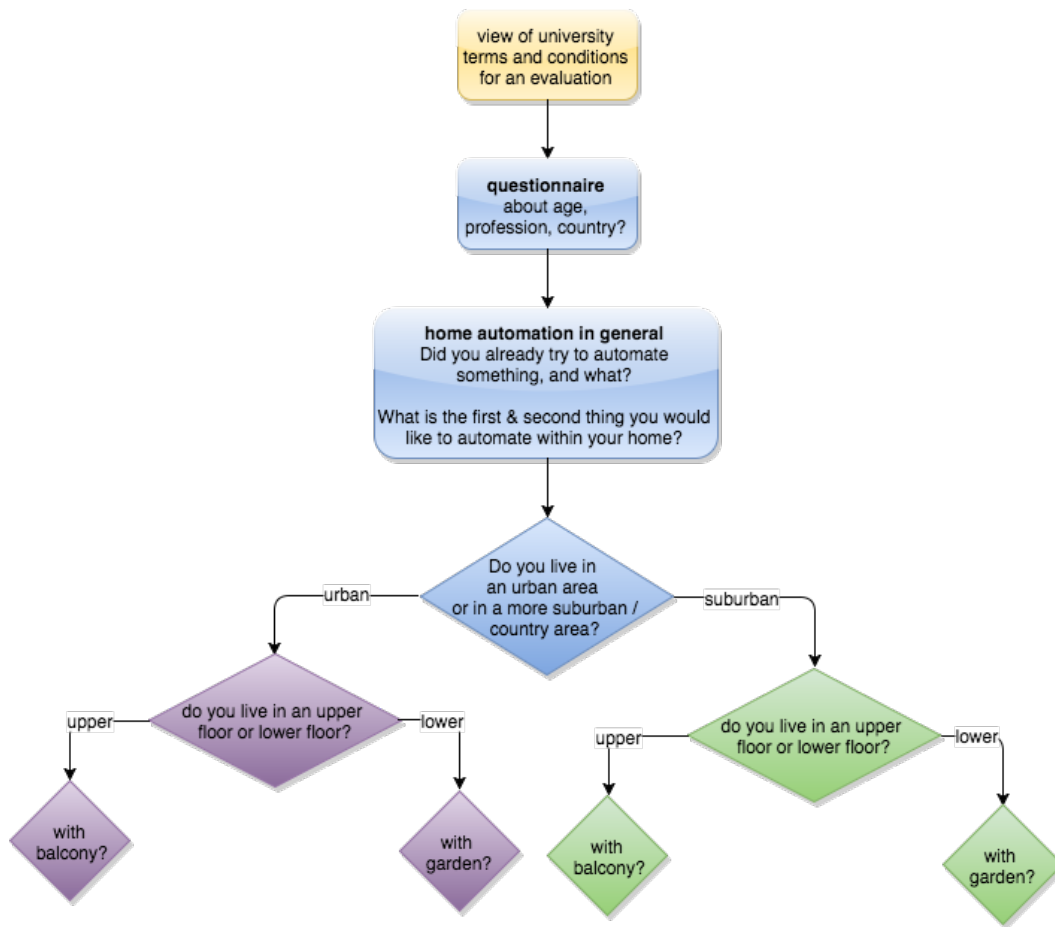 view of university
terms and conditions
for an evaluation
questionnaire
about age,
profession, country?
home automation in general
Did you already try to automate
something, and what?
What is the first & second thing you would
like to automate within your home?
Do you live in
an urban area
or in a more suburban /
country area?
urban
suburban
do you live in an upper
floor or lower floor?
upper
lower
do you live in an upper
floor or lower floor?
upper
lower
with
balcony?
with
garden?
with
balcony?
with
garden?